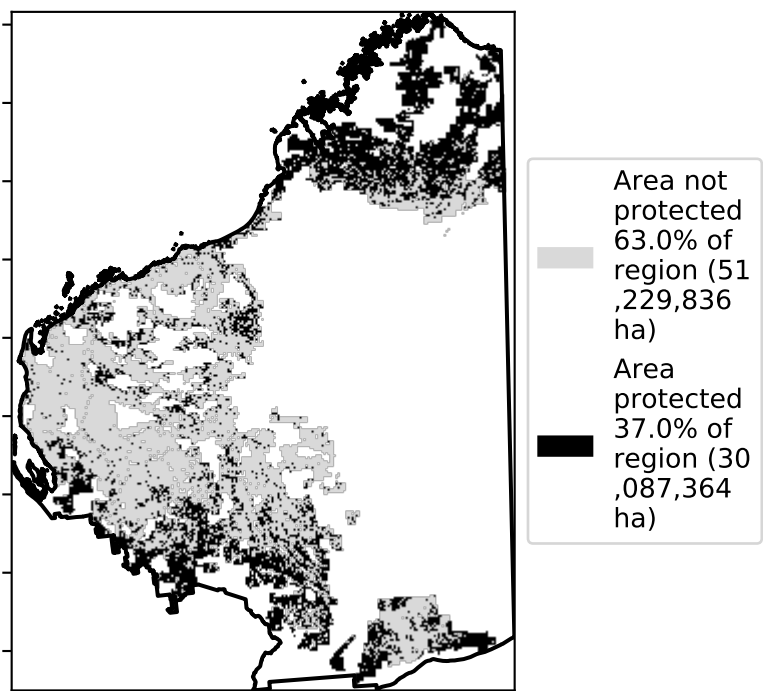 Area not
protected
63.0% of
region (51
,229,836
ha)
Area
protected
37.0% of
region (30
,087,364
ha)